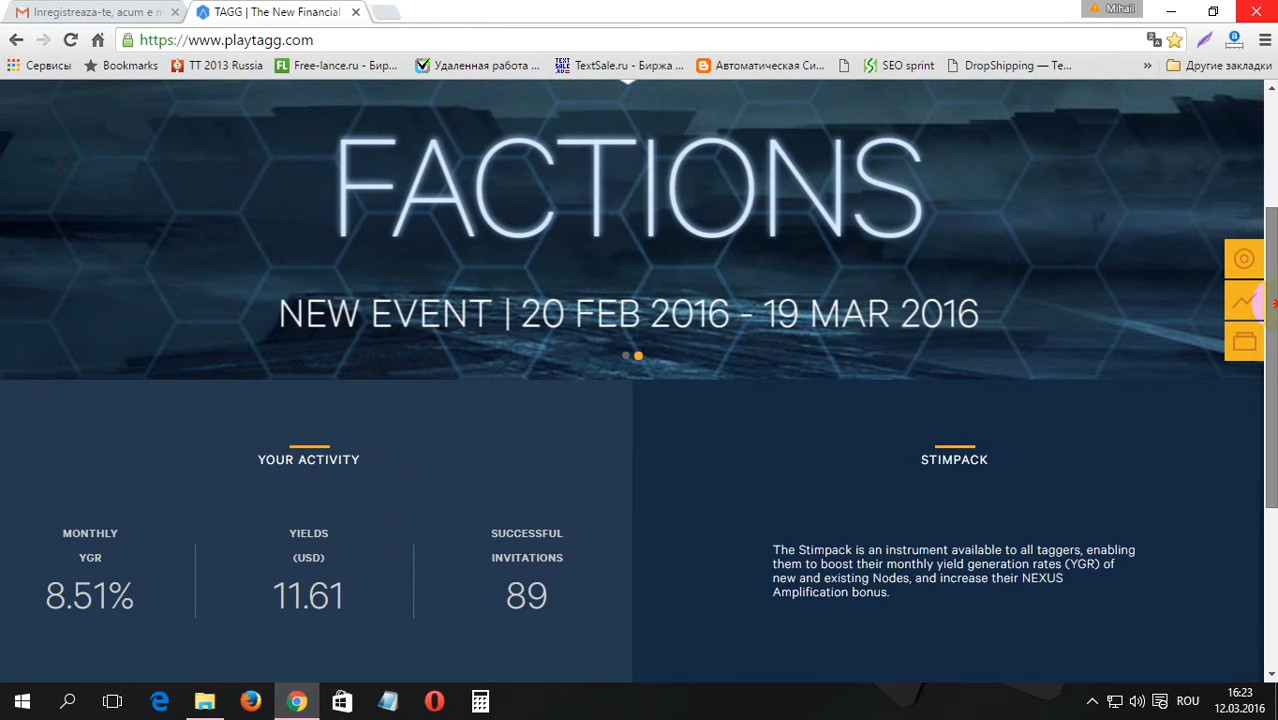 Inregistreaza-te, acum e m
TAGG | The New Financial
Mihail
https://www.playtagg.com
Сервисы
Bookmarks
TT 2013 Russia
Free-lance.ru - Бир...
Удаленная работа ...
TextSale.ru - Биржа ...
Автоматическая Си...
SEO sprint
DropShipping — Те...
»
Другие закладки
FACTIONS
NEW EVENT | 20 FEB 2016 - 19 MAR 2016
YOUR ACTIVITY
STIMPACK
MONTHLY
YGR
8.51%
YIELDS
(USD)
11.61
SUCCESSFUL
INVITATIONS
89
The Stimpack is an instrument available to all taggers, enabling
them to boost their monthly yield generation rates (YGR) of
new and existing Nodes, and increase their NEXUS
Amplification bonus.
ROU
16:23
12.03.2016